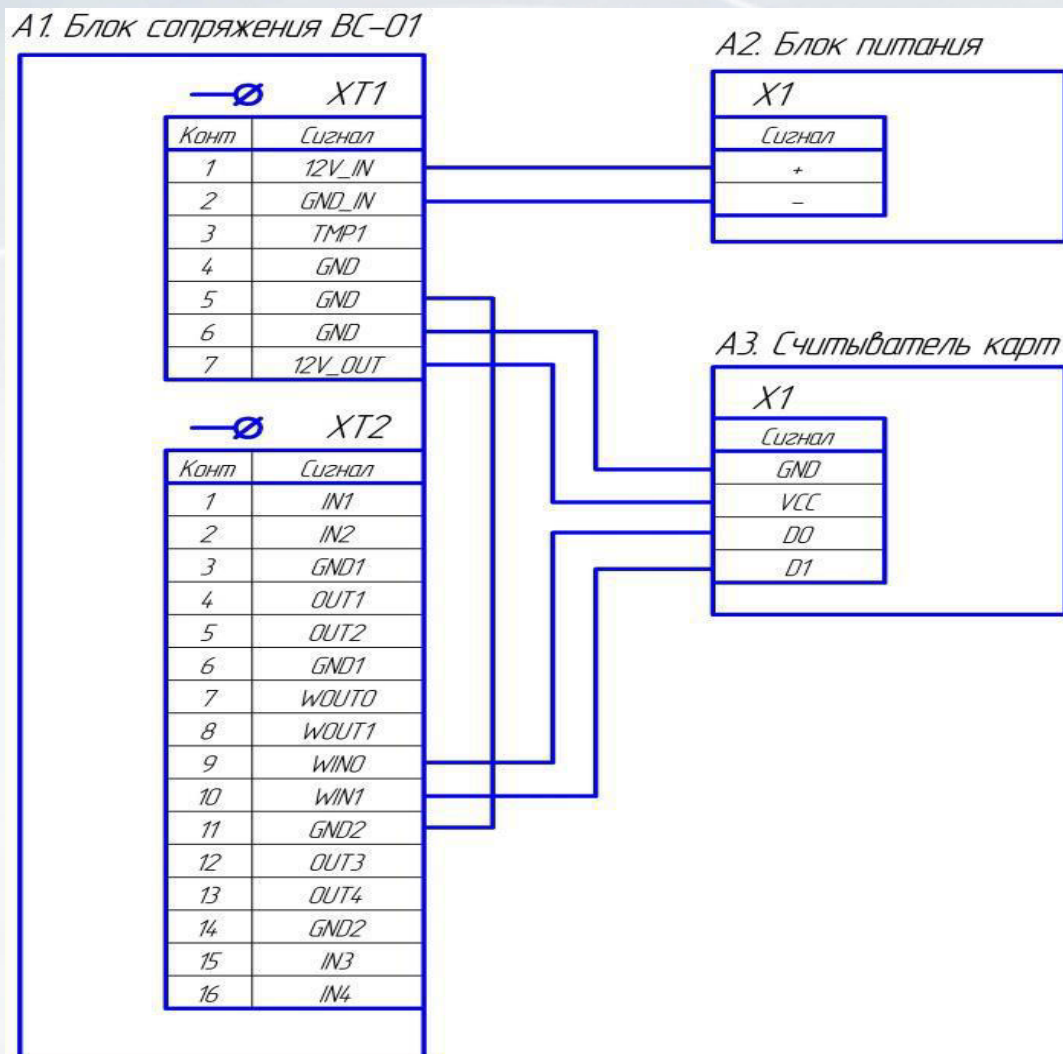 А1. Блок сопряжения ВС-01
XT1
Конт Сигнал
1 12V_IN
2 GND_IN
3 TMP1
4 GND
5 GND
6 GND
7 12V_OUT
XT2
Конт Сигнал
1 IN1
2 IN2
3 GND1
4 OUT1
5 OUT2
6 GND1
7 WOUT0
8 WOUT1
9 WIN0
10 WIN1
11 GND2
12 OUT3
13 OUT4
14 GND2
15 IN3
16 IN4
А2. Блок питания
X1
Сигнал
+
-
А3. Считыватель карт
X1
Сигнал
GND
VCC
D0
D1